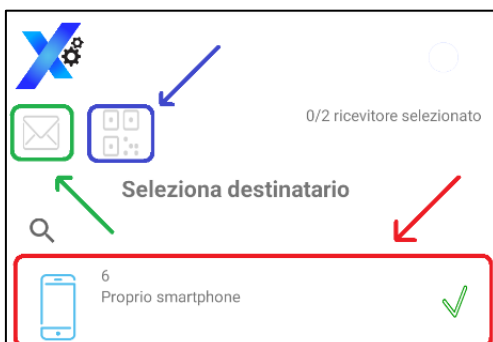 0/2 ricevitore selezionato
Seleziona destinatario
6
Proprio smartphone